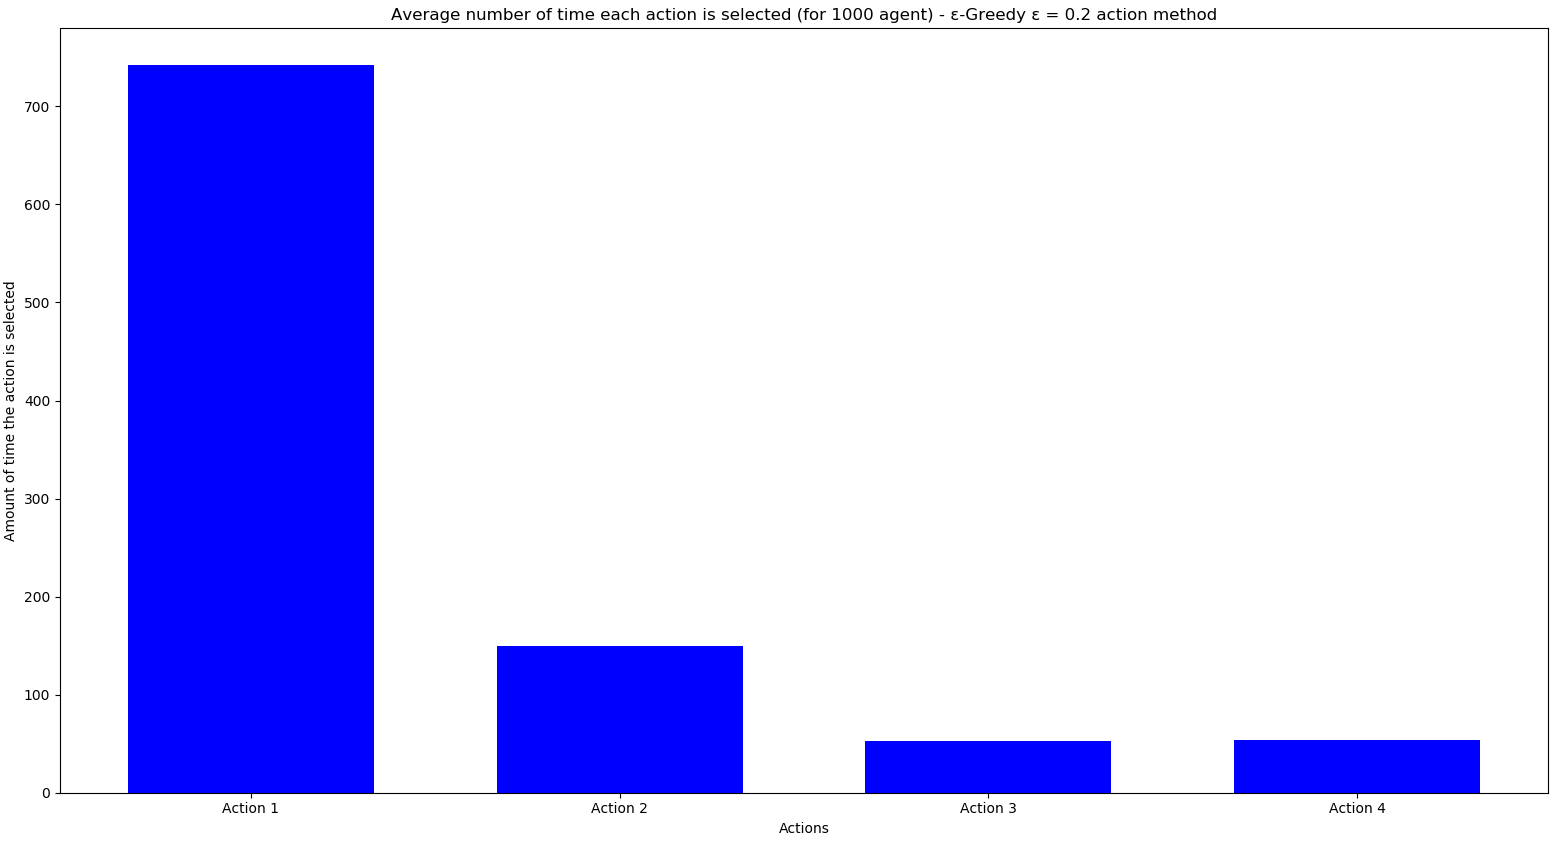 Average number of time each action is selected (for 1000 agent) - ε-Greedy ε = 0.2 action method
Amount of time the action is selected
700
600
500
400
300
200
100
0
Action 1
Action 2
Action 3
Action 4
Actions